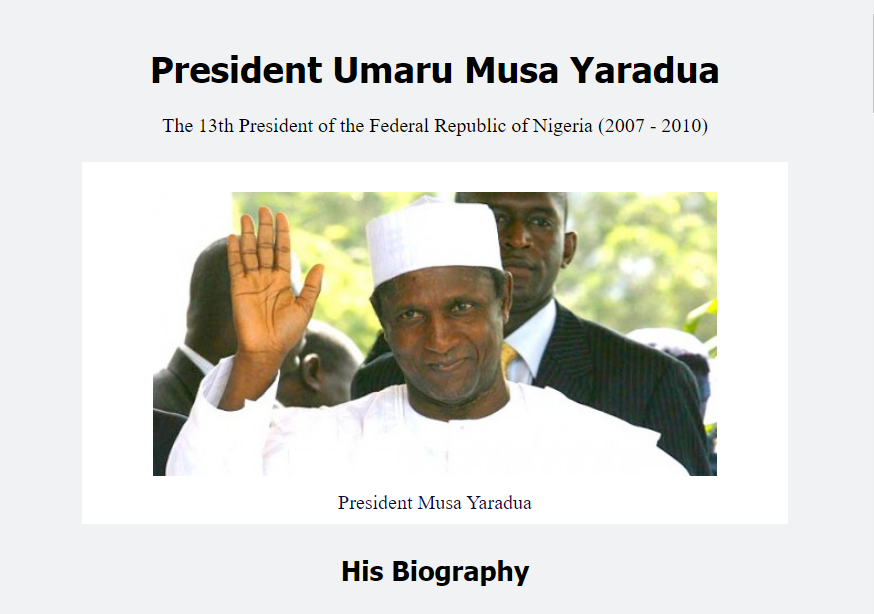 President Umaru Musa Yaradua
The 13th President of the Federal Republic of Nigeria (2007 - 2010)
President Musa Yaradua
His Biography